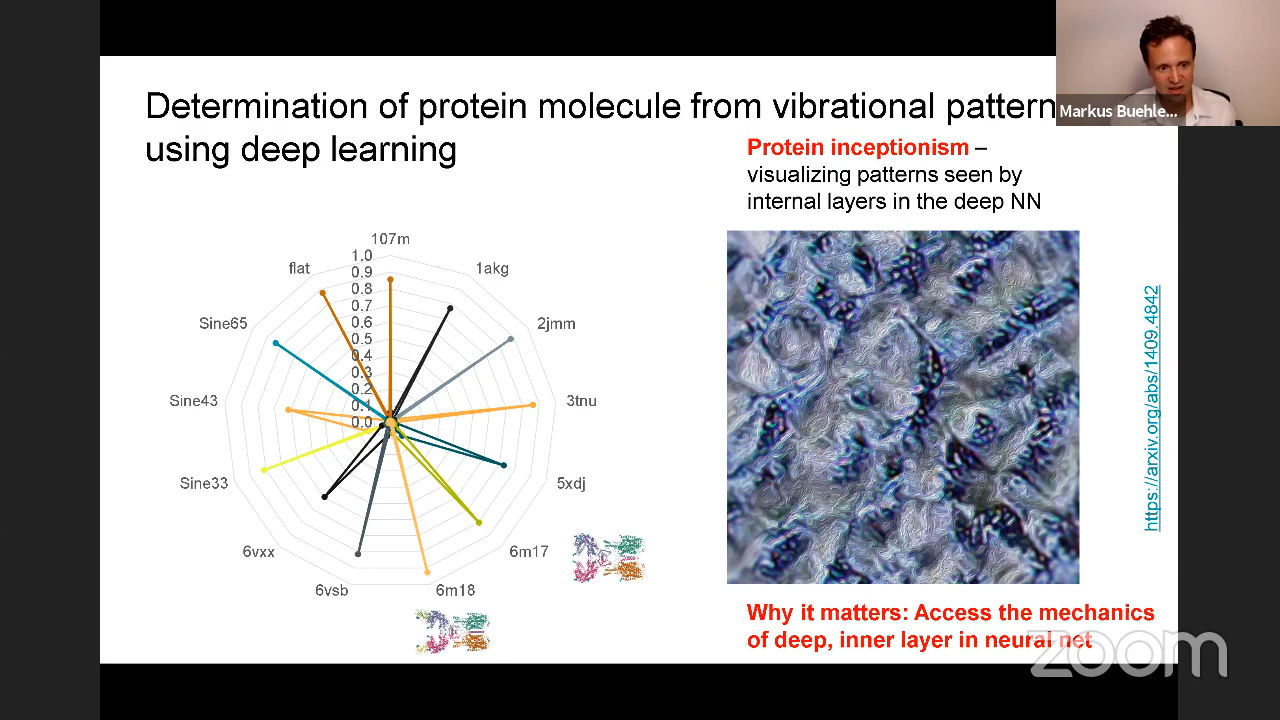 Determination of protein molecule from vibrational pattern
using deep learning
Markus Buehle...
Protein inceptionism –
visualizing patterns seen by
internal layers in the deep NN
107m
1akg
2jmm
3tnu
5xdj
6m17
6m18
6vsb
6vxx
Sine33
Sine43
Sine65
flat
1.0
0.9
0.8
0.7
0.6
0.5
0.4
0.3
0.2
0.1
0.0
https://arxiv.org/abs/1409.4842
Why it matters: Access the mechanics
of deep, inner layer in neural net
zoom